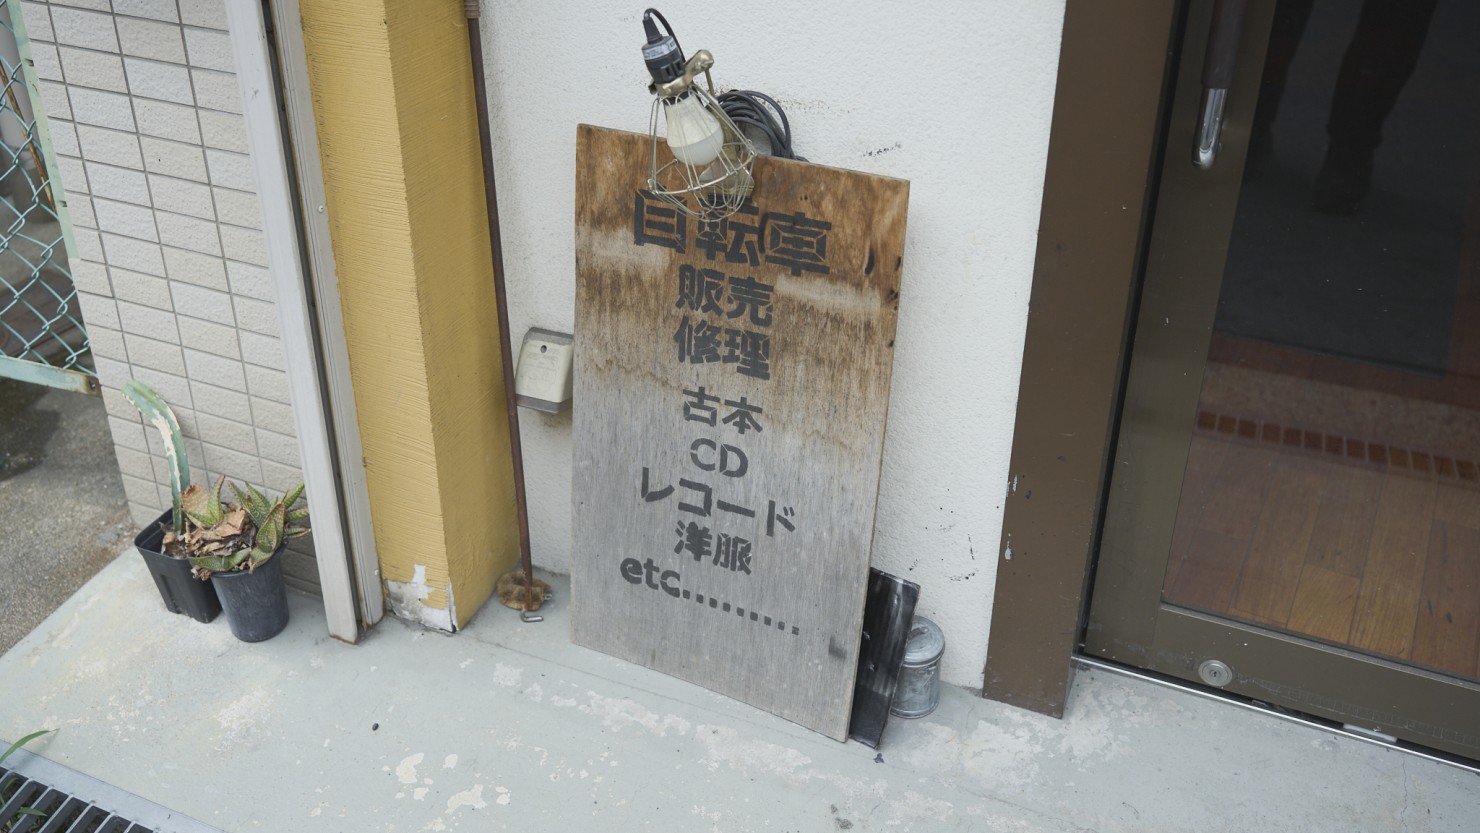 自転車
販売
修理
古本
CD
レコード
洋服
etc..........